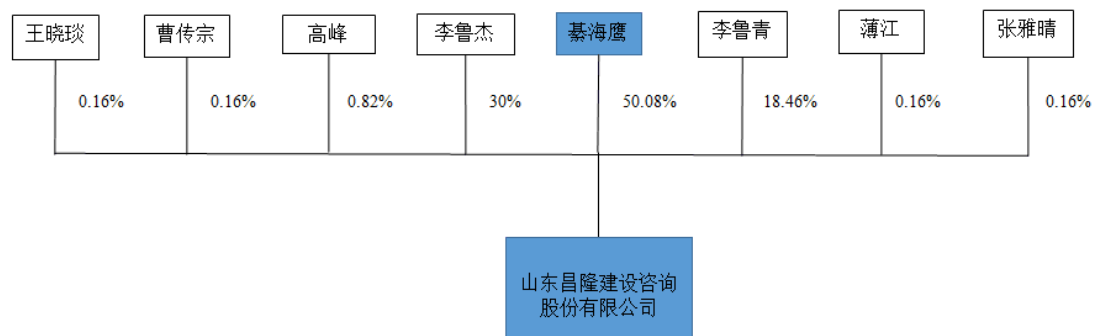 王晓琰
曹传宗
高峰
李鲁杰
綦海鹰
李鲁青
薄江
张雅晴
0.16%
0.16%
0.82%
30%
50.08%
18.46%
0.16%
0.16%
山东昌隆建设咨询
股份有限公司